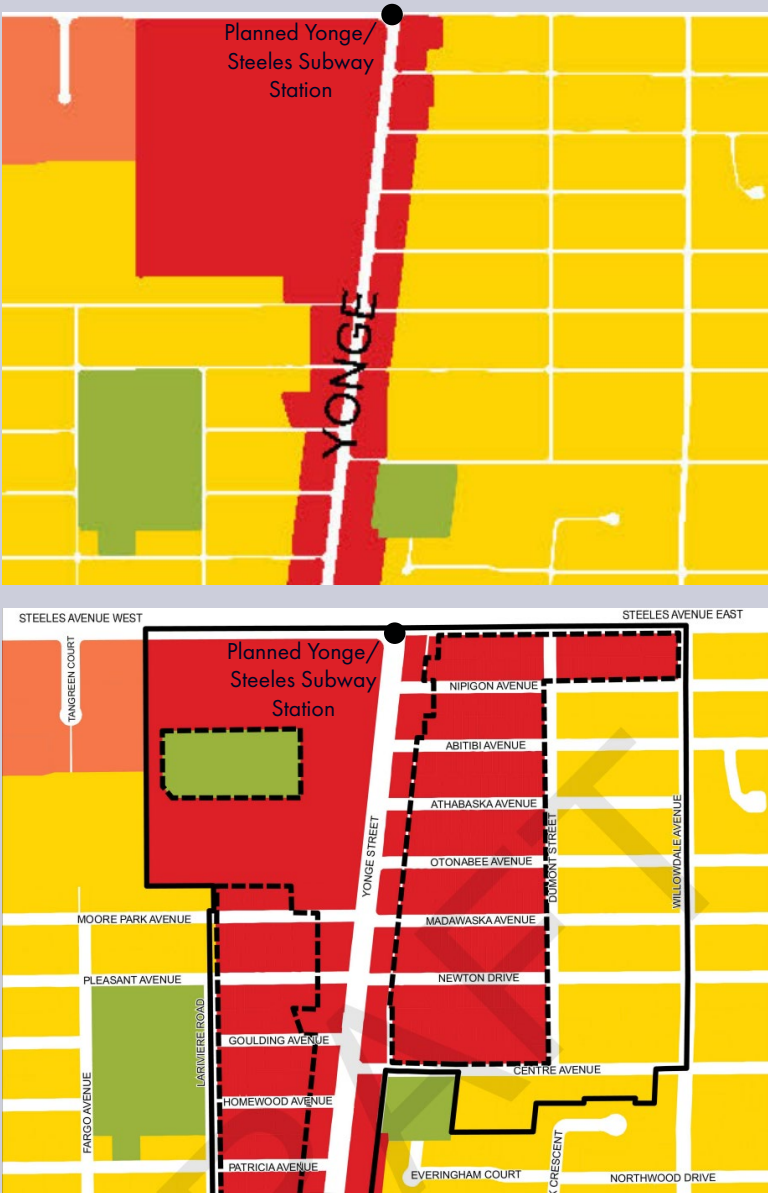 Planned Yonge/
Steeles Subway
Station
YONGE
STEELES AVENUE WEST
STEELES AVENUE EAST
TANGREEN COURT
Planned Yonge/
Steeles Subway
Station
NIPIGON AVENUE
ABITIBI AVENUE
ATHABASKA AVENUE
YONGE STREET
DUMONT STREET
WILLOWDALE AVENUE
OTONABEE AVENUE
MOORE PARK AVENUE
MADAWASKA AVENUE
PLEASANT AVENUE
NEWTON DRIVE
LARIVIERE ROAD
GOULDING AVENUE
CENTRE AVENUE
FARGO AVENUE
HOMEWOOD AVENUE
PATRICIA AVENUE
EVERINGHAM COURT
K CRESCENT
NORTHWOOD DRIVE
DRAFT